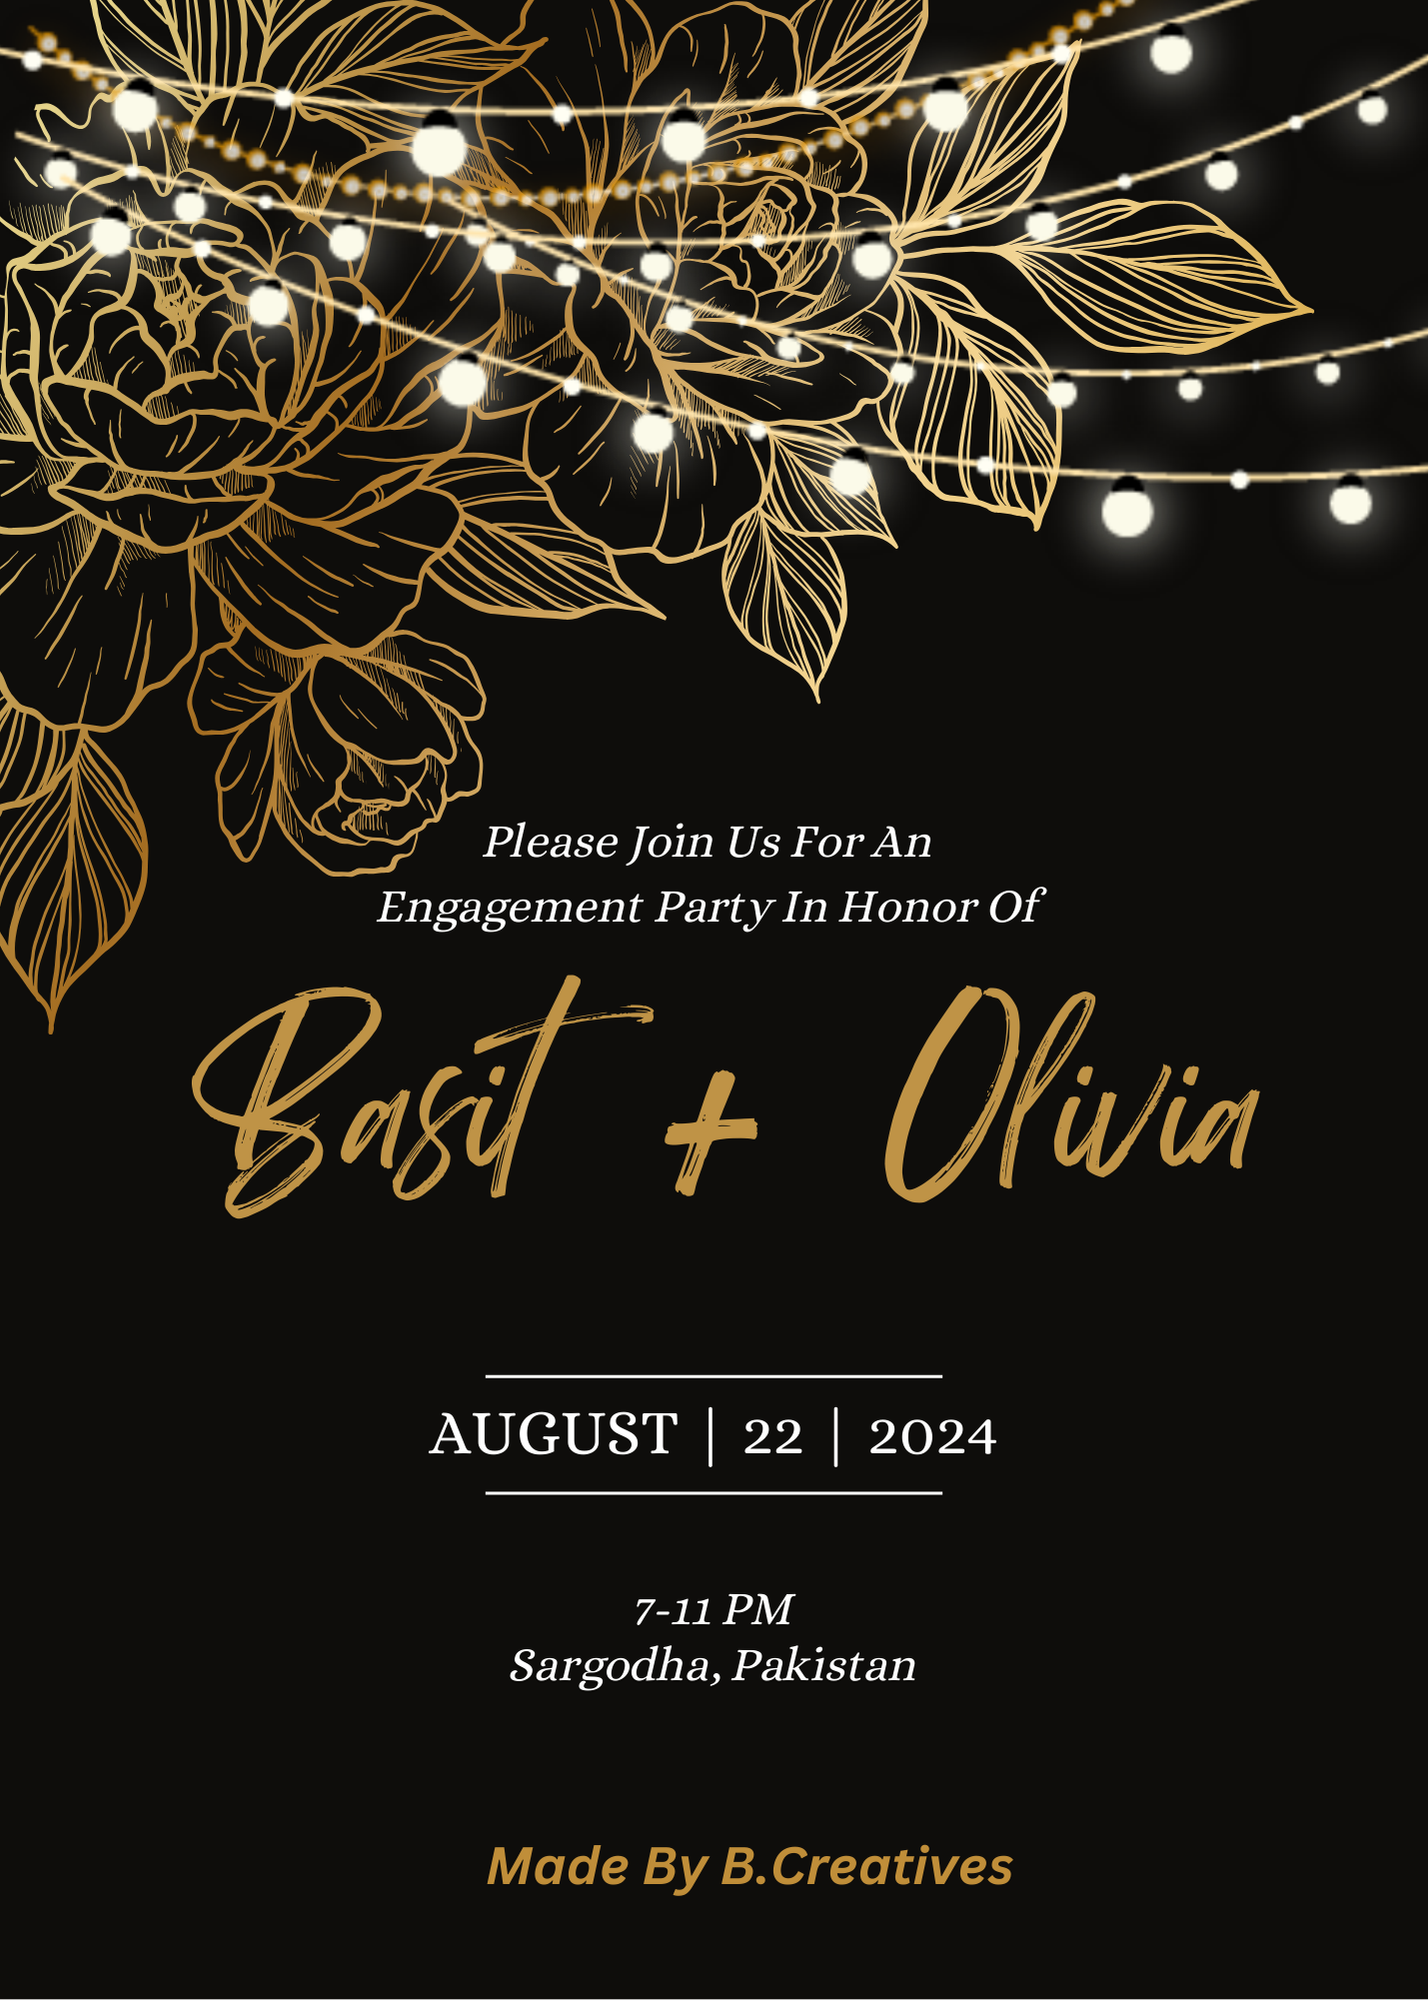 Please Join Us For An
Engagement Party In Honor Of
Basit + Olivia
AUGUST | 22 | 2024
7-11 PM
Sargodha, Pakistan
Made By B.Creatives